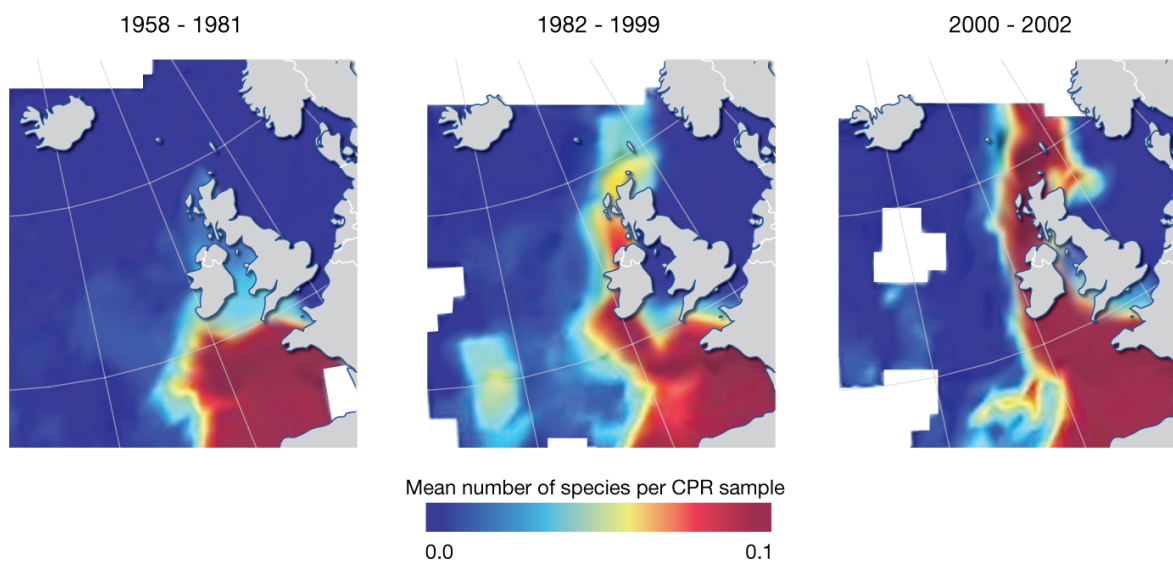 1958 - 1981
1982 - 1999
2000 - 2002
Mean number of species per CPR sample
0.0
0.1